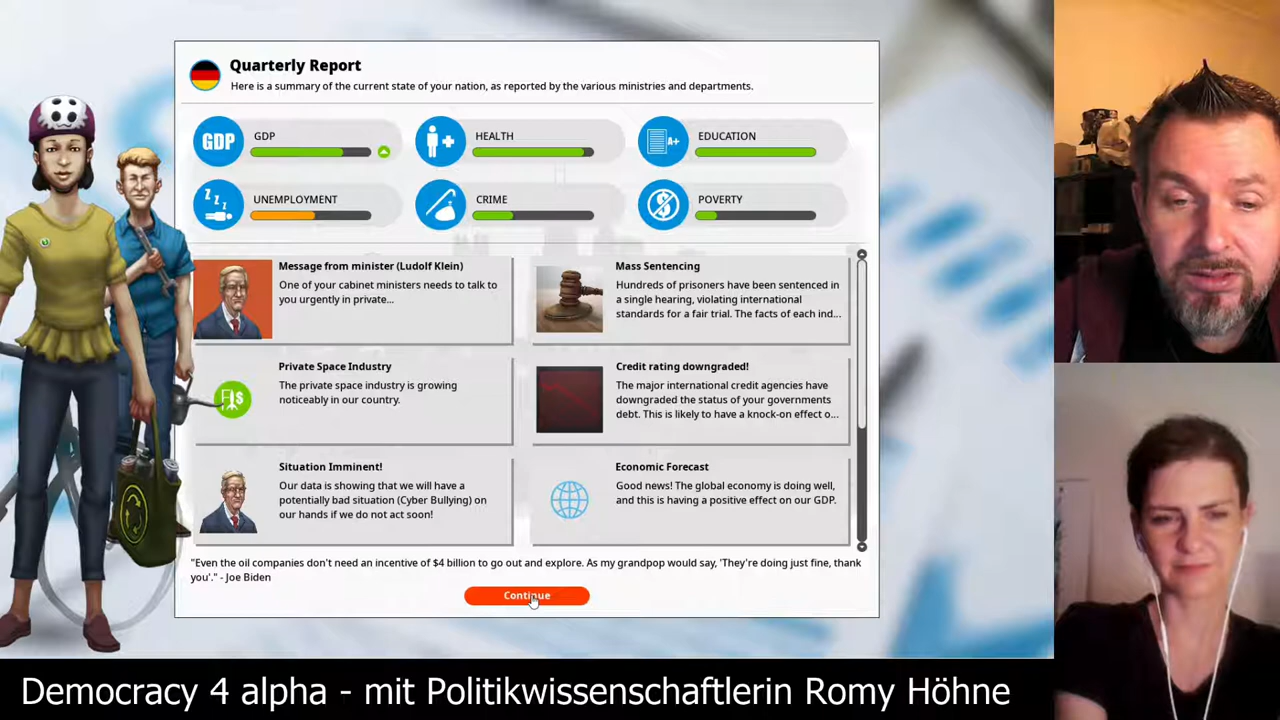 Quarterly Report
Here is a summary of the current state of your nation, as reported by the various ministries and departments.
GDP
GDP
HEALTH
A+
EDUCATION
Z Z Z
UNEMPLOYMENT
CRIME
POVERTY
Message from minister (Ludolf Klein)
One of your cabinet ministers needs to talk to
you urgently in private...
Mass Sentencing
Hundreds of prisoners have been sentenced in
a single hearing, violating international
standards for a fair trial. The facts of each ind...
Private Space Industry
The private space industry is growing
noticeably in our country.
$
Credit rating downgraded!
The major international credit agencies have
downgraded the status of your governments
debt. This is likely to have a knock-on effect o...
Situation Imminent!
Our data is showing that we will have a
potentially bad situation (Cyber Bullying) on
our hands if we do not act soon!
Economic Forecast
Good news! The global economy is doing well,
and this is having a positive effect on our GDP.
"Even the oil companies don't need an incentive of $4 billion to go out and explore. As my grandpop would say, 'They're doing just fine, thank
you'." - Joe Biden
Continue
Democracy 4 alpha - mit Politikwissenschaftlerin Romy Höhne